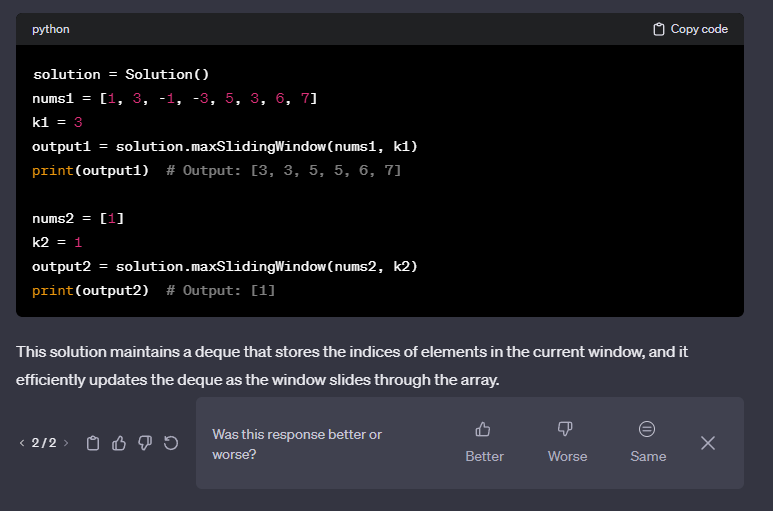 python Copy code
solution = Solution()
nums1 = [1, 3, -1, -3, 5, 3, 6, 7]
k1 = 3
output1 = solution.maxSlidingWindow(nums1, k1)
print(output1)  # Output: [3, 3, 5, 5, 6, 7]
nums2 = [1]
k2 = 1
output2 = solution.maxSlidingWindow(nums2, k2)
print(output2)  # Output: [1]
This solution maintains a deque that stores the indices of elements in the current window, and it
efficiently updates the deque as the window slides through the array.
< 2 / 2 >
Was this response better or
worse?
Better Worse Same